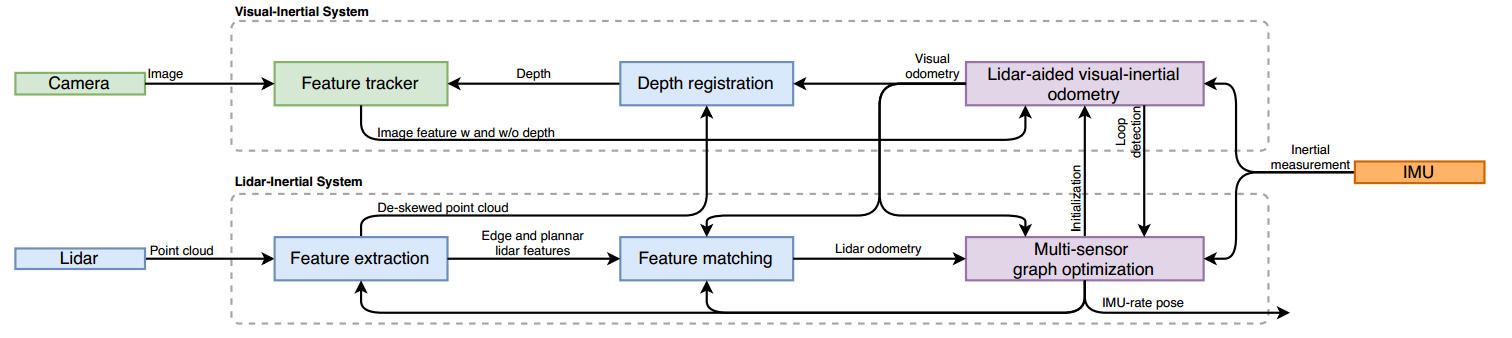 Visual-Inertial System
Camera
Image
Feature tracker
Depth
Depth registration
Visual
odometry
Lidar-aided visual-inertial
odometry
Image feature w and w/o depth
Loop
detection
Inertial
measurement
IMU
Lidar-Inertial System
De-skewed point cloud
Initialization
Lidar
Point cloud
Feature extraction
Edge and plannar
lidar features
Feature matching
Lidar odometry
Multi-sensor
graph optimization
IMU-rate pose